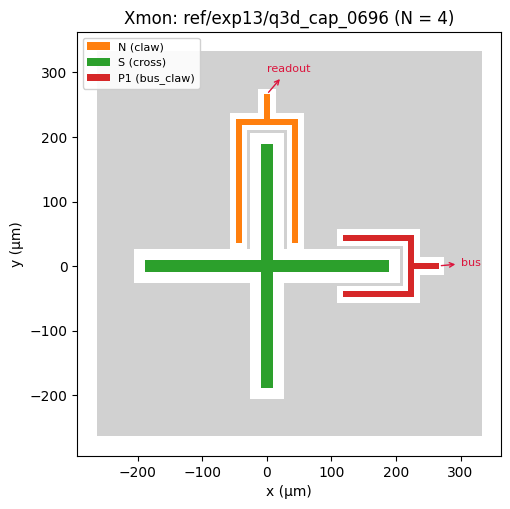 Xmon: ref/exp13/q3d_cap_0696 (N = 4)
N (claw)
S (cross)
P1 (bus_claw)
readout
bus
300
200
100
0
−100
−200
y (μm)
−200 −100 0 100 200 300
x (μm)